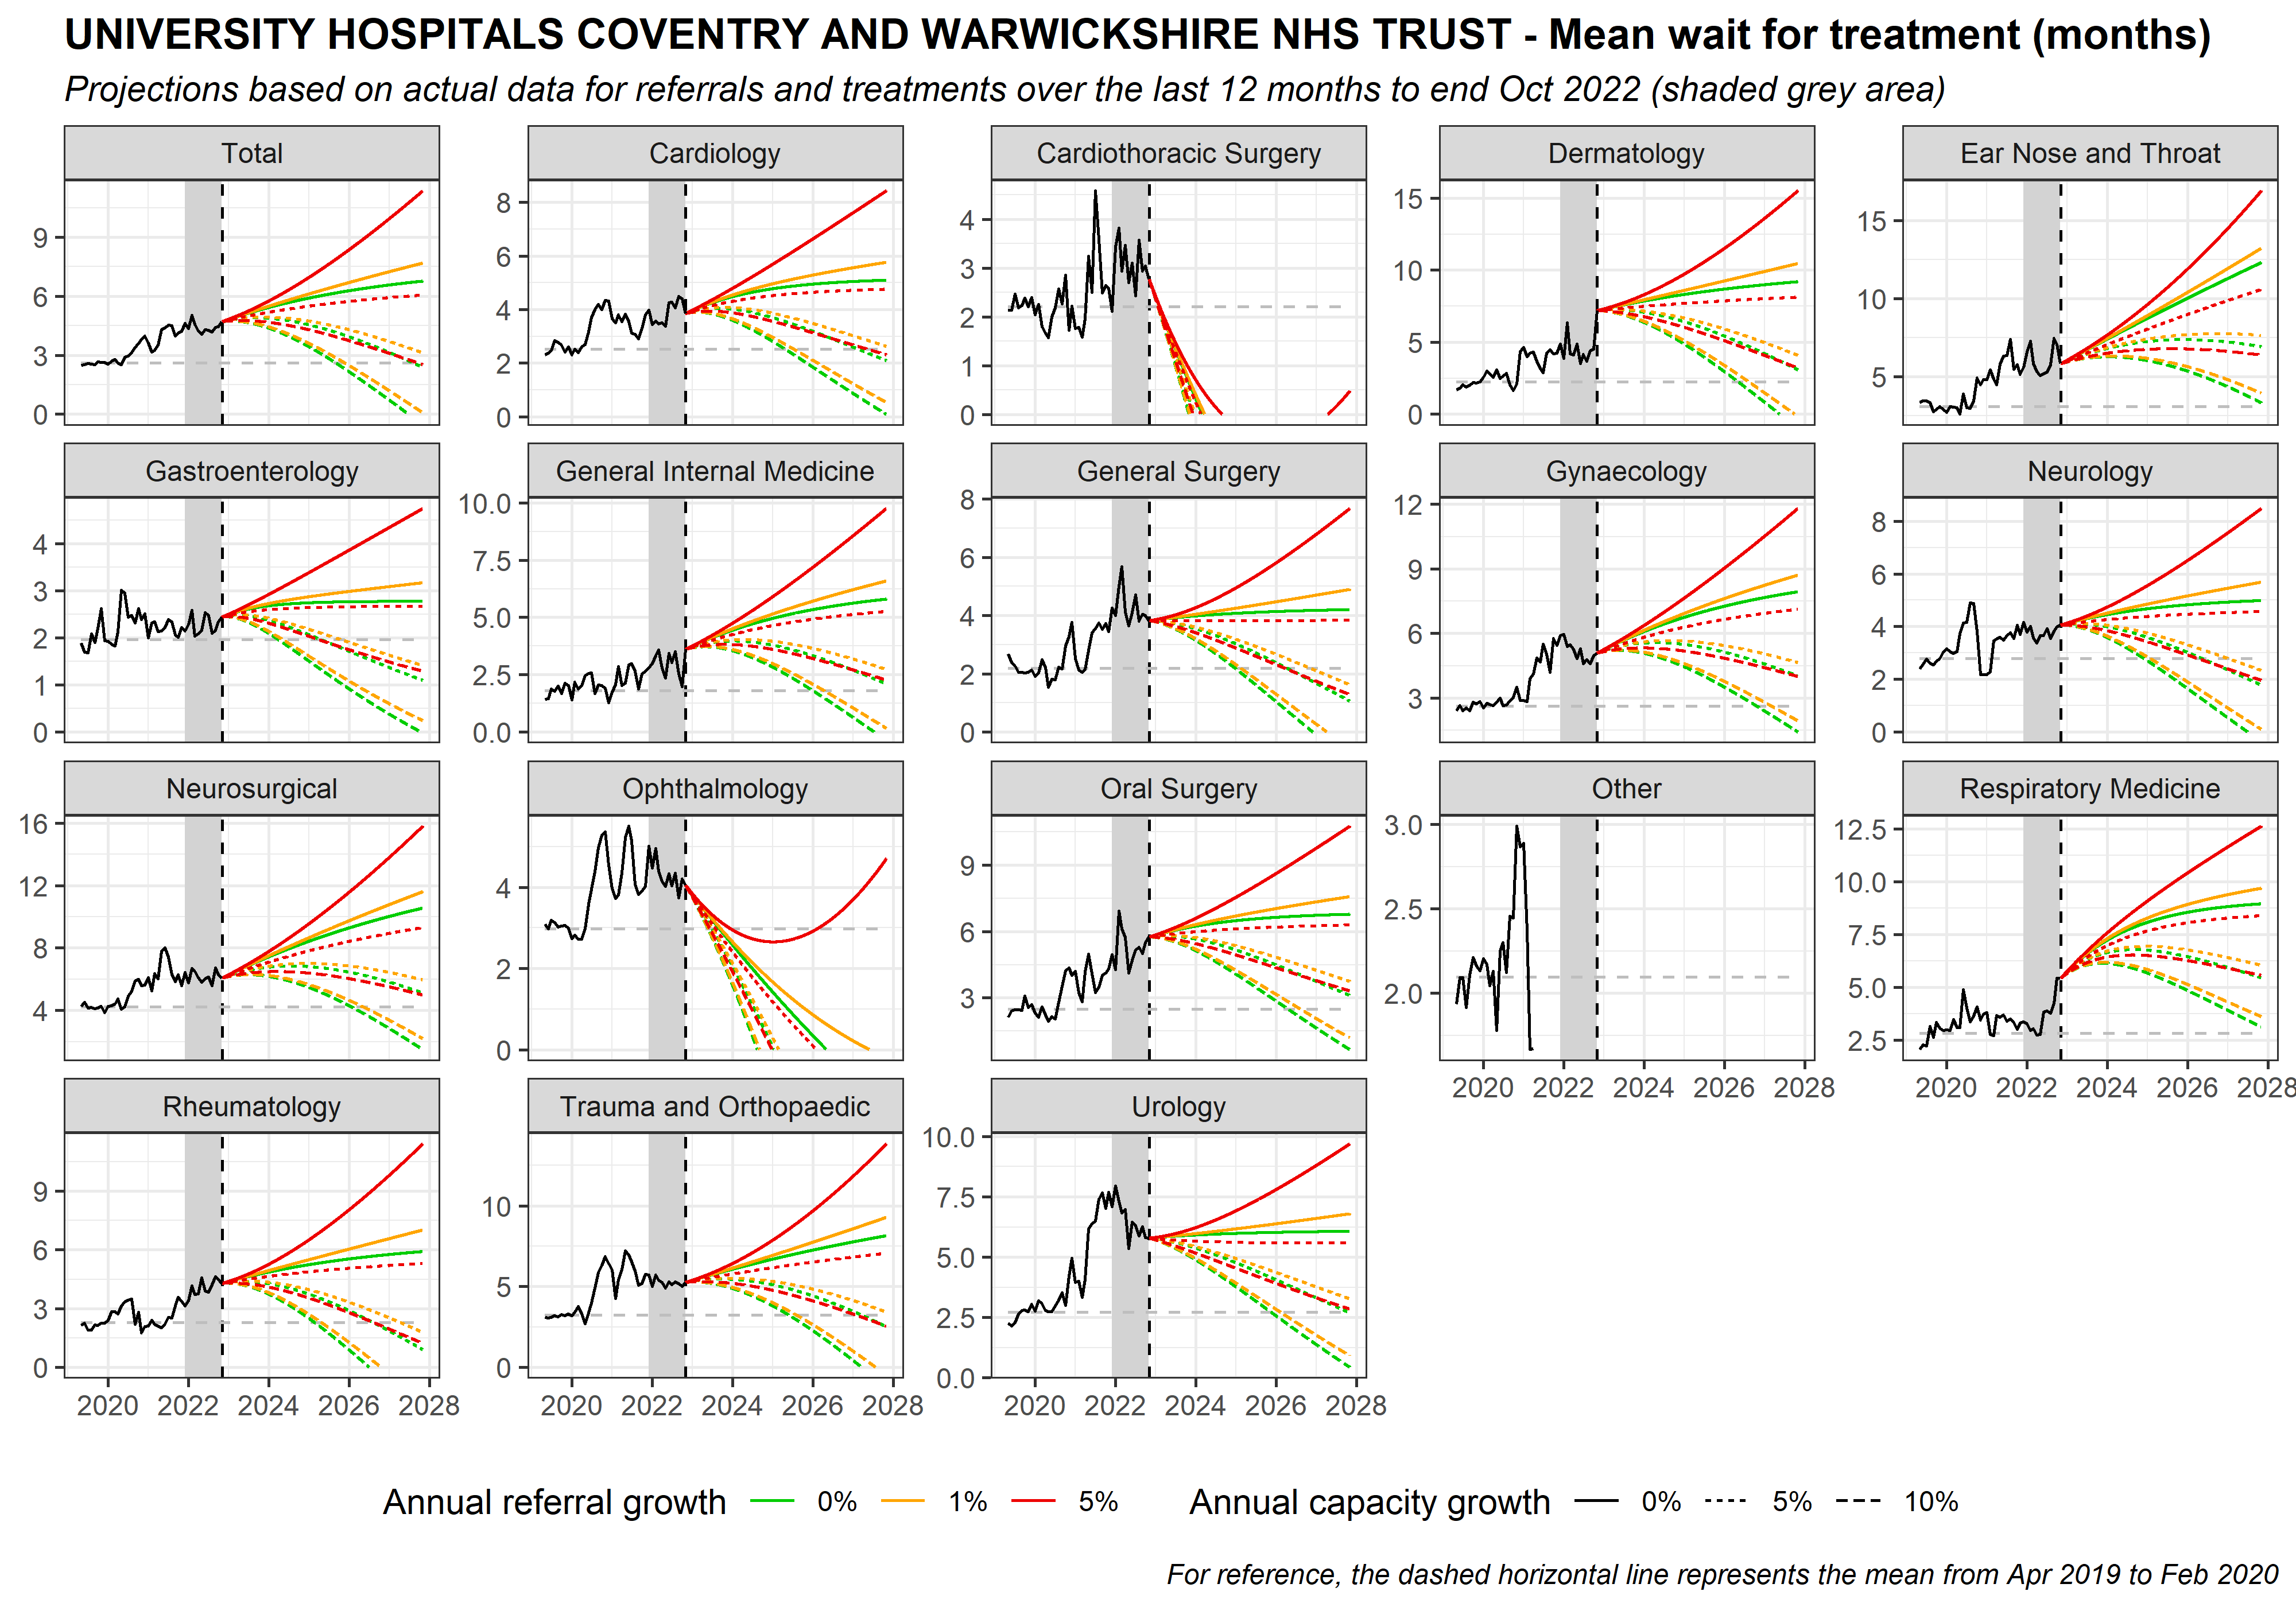 UNIVERSITY HOSPITALS COVENTRY AND WARWICKSHIRE NHS TRUST - Mean wait for treatment (months)
Projections based on actual data for referrals and treatments over the last 12 months to end Oct 2022 (shaded grey area)
Total
9
6
3
0
Cardiology
8
6
4
2
0
Cardiothoracic Surgery
4
3
2
1
0
Dermatology
15
10
5
0
Ear Nose and Throat
15
10
5
Gastroenterology
4
3
2
1
0
General Internal Medicine
10.0
7.5
5.0
2.5
0.0
General Surgery
8
6
4
2
0
Gynaecology
12
9
6
3
Neurology
8
6
4
2
0
Neurosurgical
16
12
8
4
Ophthalmology
4
2
0
Oral Surgery
9
6
3
Other
3.0
2.5
2.0
2020 2022 2024 2026 2028
Respiratory Medicine
12.5
10.0
7.5
5.0
2.5
2020 2022 2024 2026 2028
Rheumatology
9
6
3
0
2020 2022 2024 2026 2028
Trauma and Orthopaedic
10
5
0
2020 2022 2024 2026 2028
Urology
10.0
7.5
5.0
2.5
0.0
2020 2022 2024 2026 2028
Annual referral growth 0% 1% 5% Annual capacity growth 0% 5% 10%
For reference, the dashed horizontal line represents the mean from Apr 2019 to Feb 2020